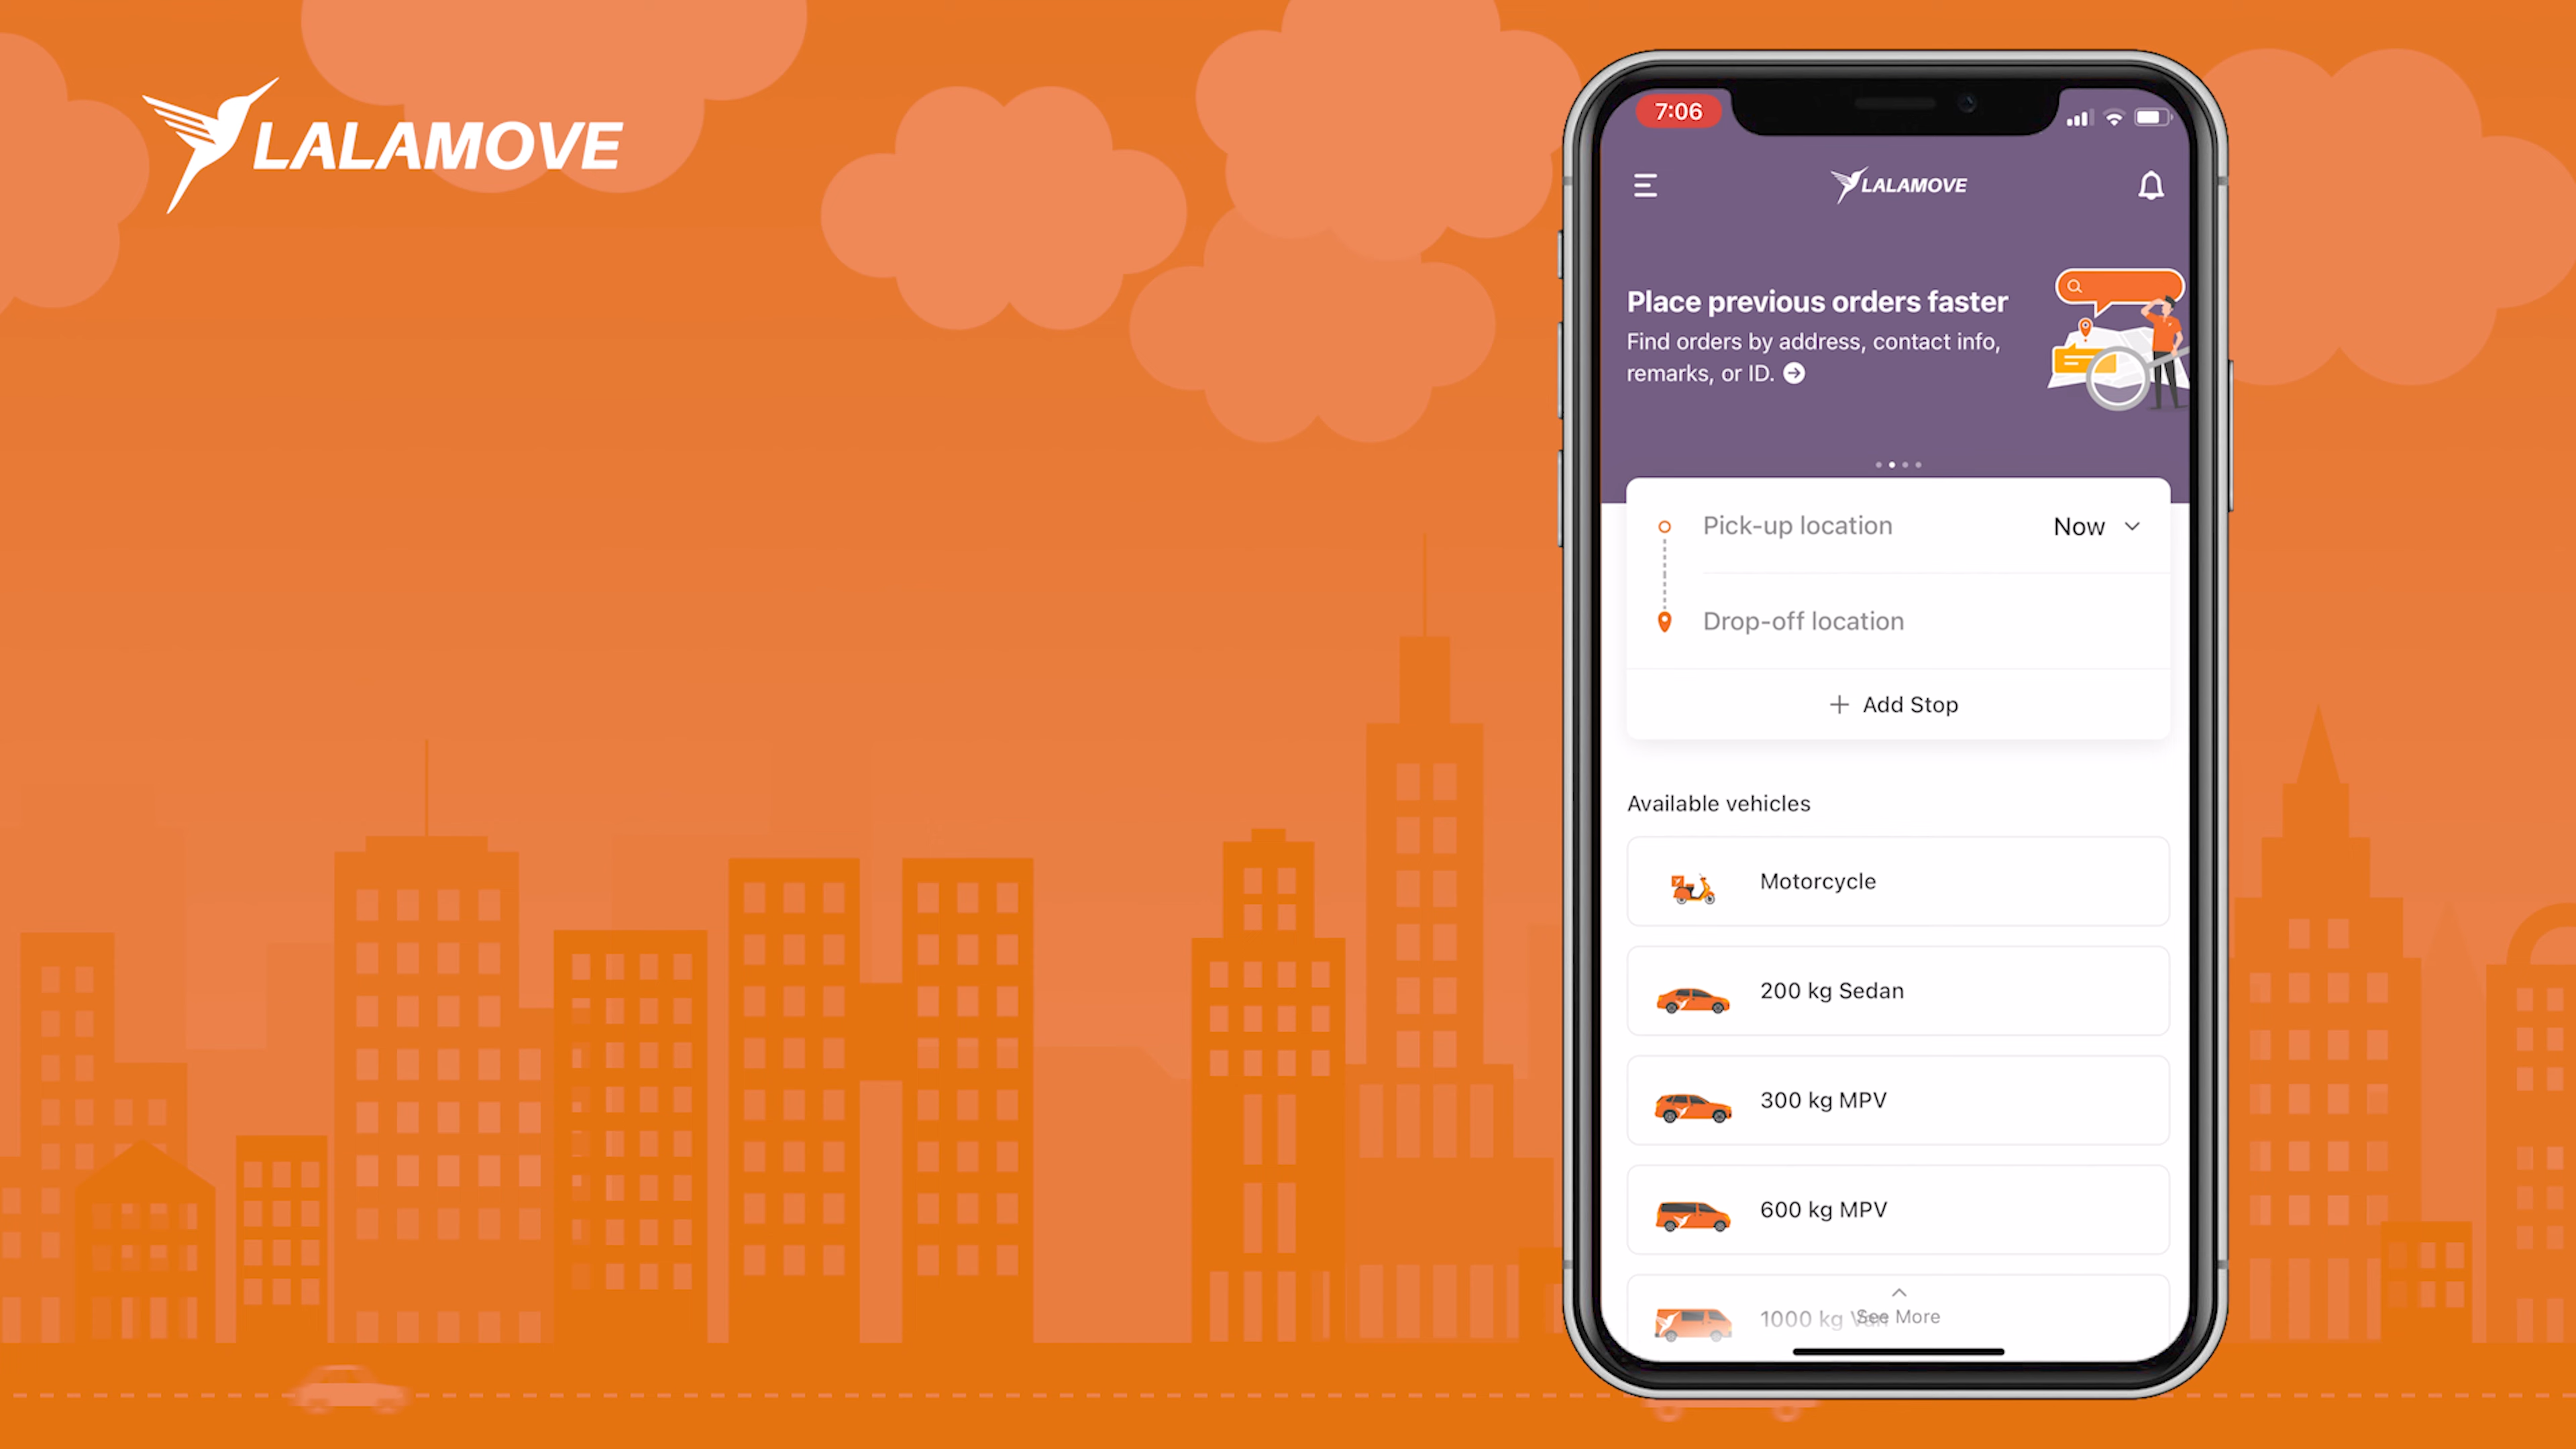 LALAMOVE
7:06
LALAMOVE
Place previous orders faster
Find orders by address, contact info,
remarks, or ID.
Pick-up location
Now
Drop-off location
+ Add Stop
Available vehicles
Motorcycle
200 kg Sedan
300 kg MPV
600 kg MPV
1000 kg Van
See More